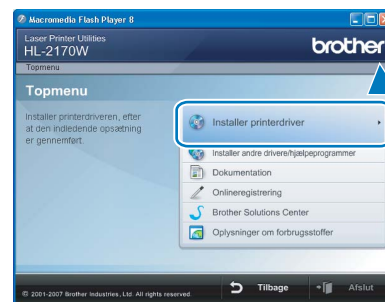 Macromedia Flash Player 8
Laser Printer Utilities
HL-2170W
brother
Topmenu
Topmenu
Installer printerdriveren, efter
at den indledende opsætning
er gennemført.
Installer printerdriver
Installer andre drivere/hjælpeprogrammer
Dokumentation
Onlineregistrering
Brother Solutions Center
Oplysninger om forbrugsstoffer
© 2001-2007 Brother Industries, Ltd. All rights reserved.
Tilbage
Afslut